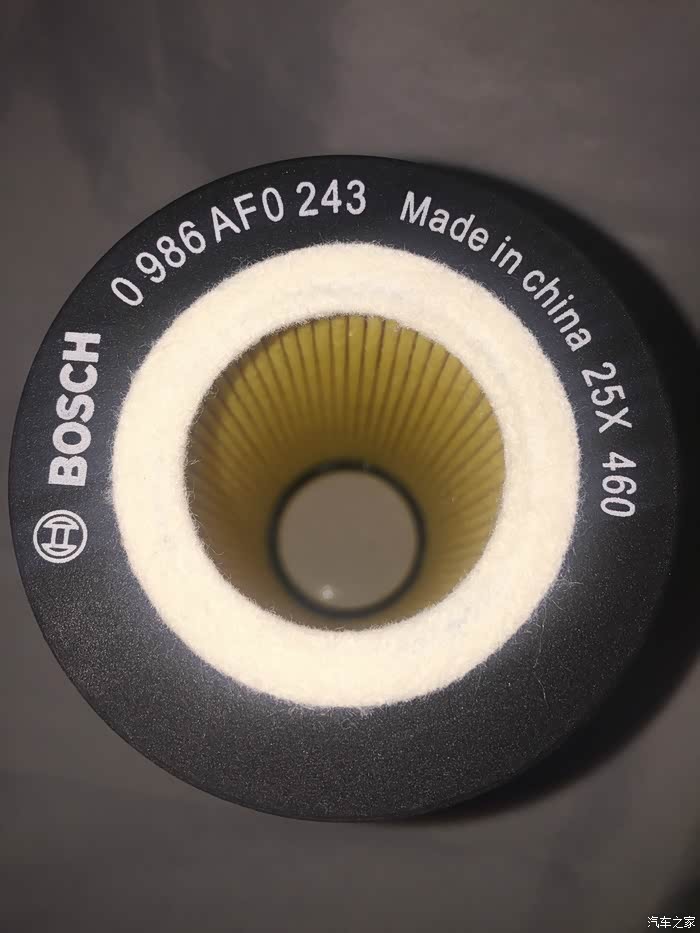 BOSCH 0 986 AF0 243 Made in china 25X 460
汽车之家